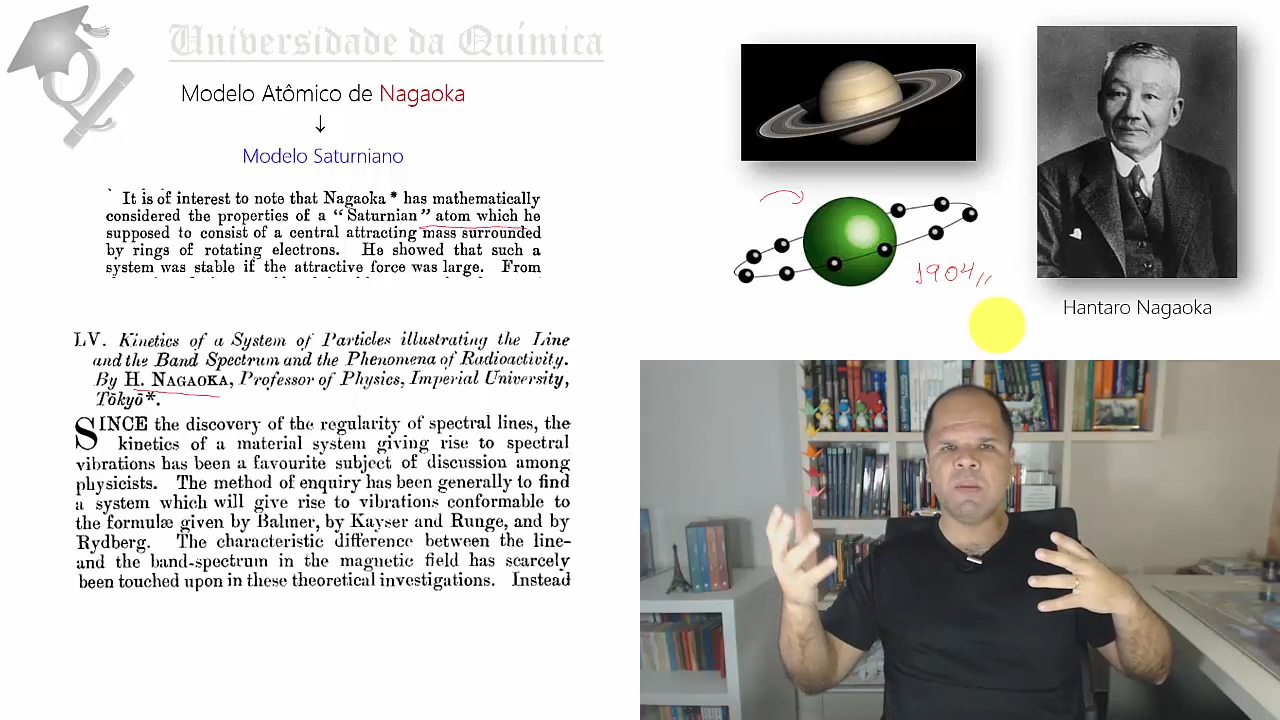 Universidade da Química
Modelo Atômico de Nagaoka
↓
Modelo Saturniano
It is of interest to note that Nagaoka * has mathematically
considered the properties of a “ Saturnian ” atom which he
supposed to consist of a central attracting mass surrounded
by rings of rotating electrons. He showed that such a
system was stable if the attractive force was large. From
LV. Kinetics of a System of Particles illustrating the Line
and the Band Spectrum and the Phenomena of Radioactivity.
By H. NAGAOKA, Professor of Physics, Imperial University,
Tōkyō*.
SINCE the discovery of the regularity of spectral lines, the
kinetics of a material system giving rise to spectral
vibrations has been a favourite subject of discussion among
physicists. The method of enquiry has been generally to find
a system which will give rise to vibrations conformable to
the formulæ given by Balmer, by Kayser and Runge, and by
Rydberg. The characteristic difference between the line-
and the band-spectrum in the magnetic field has scarcely
been touched upon in these theoretical investigations. Instead
1904
Hantaro Nagaoka